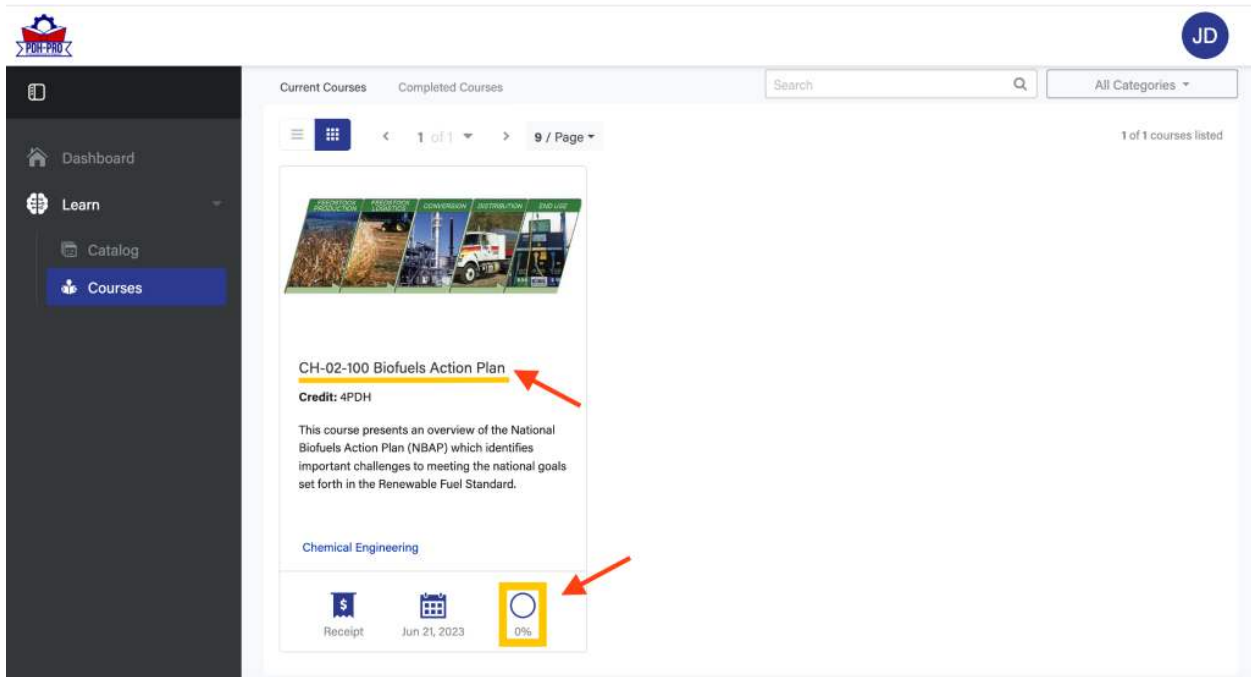 PDH-PRO
JD
Current Courses Completed Courses Search All Categories
1 of 1 9 / Page 1 of 1 courses listed
Dashboard
Learn
Catalog
Courses
FEEDSTOCK PRODUCTION FEEDSTOCK LOGISTICS CONVERSION DISTRIBUTION END USE
CH-02-100 Biofuels Action Plan
Credit: 4PDH
This course presents an overview of the National
Biofuels Action Plan (NBAP) which identifies
important challenges to meeting the national goals
set forth in the Renewable Fuel Standard.
Chemical Engineering
$
Receipt Jun 21, 2023 0%